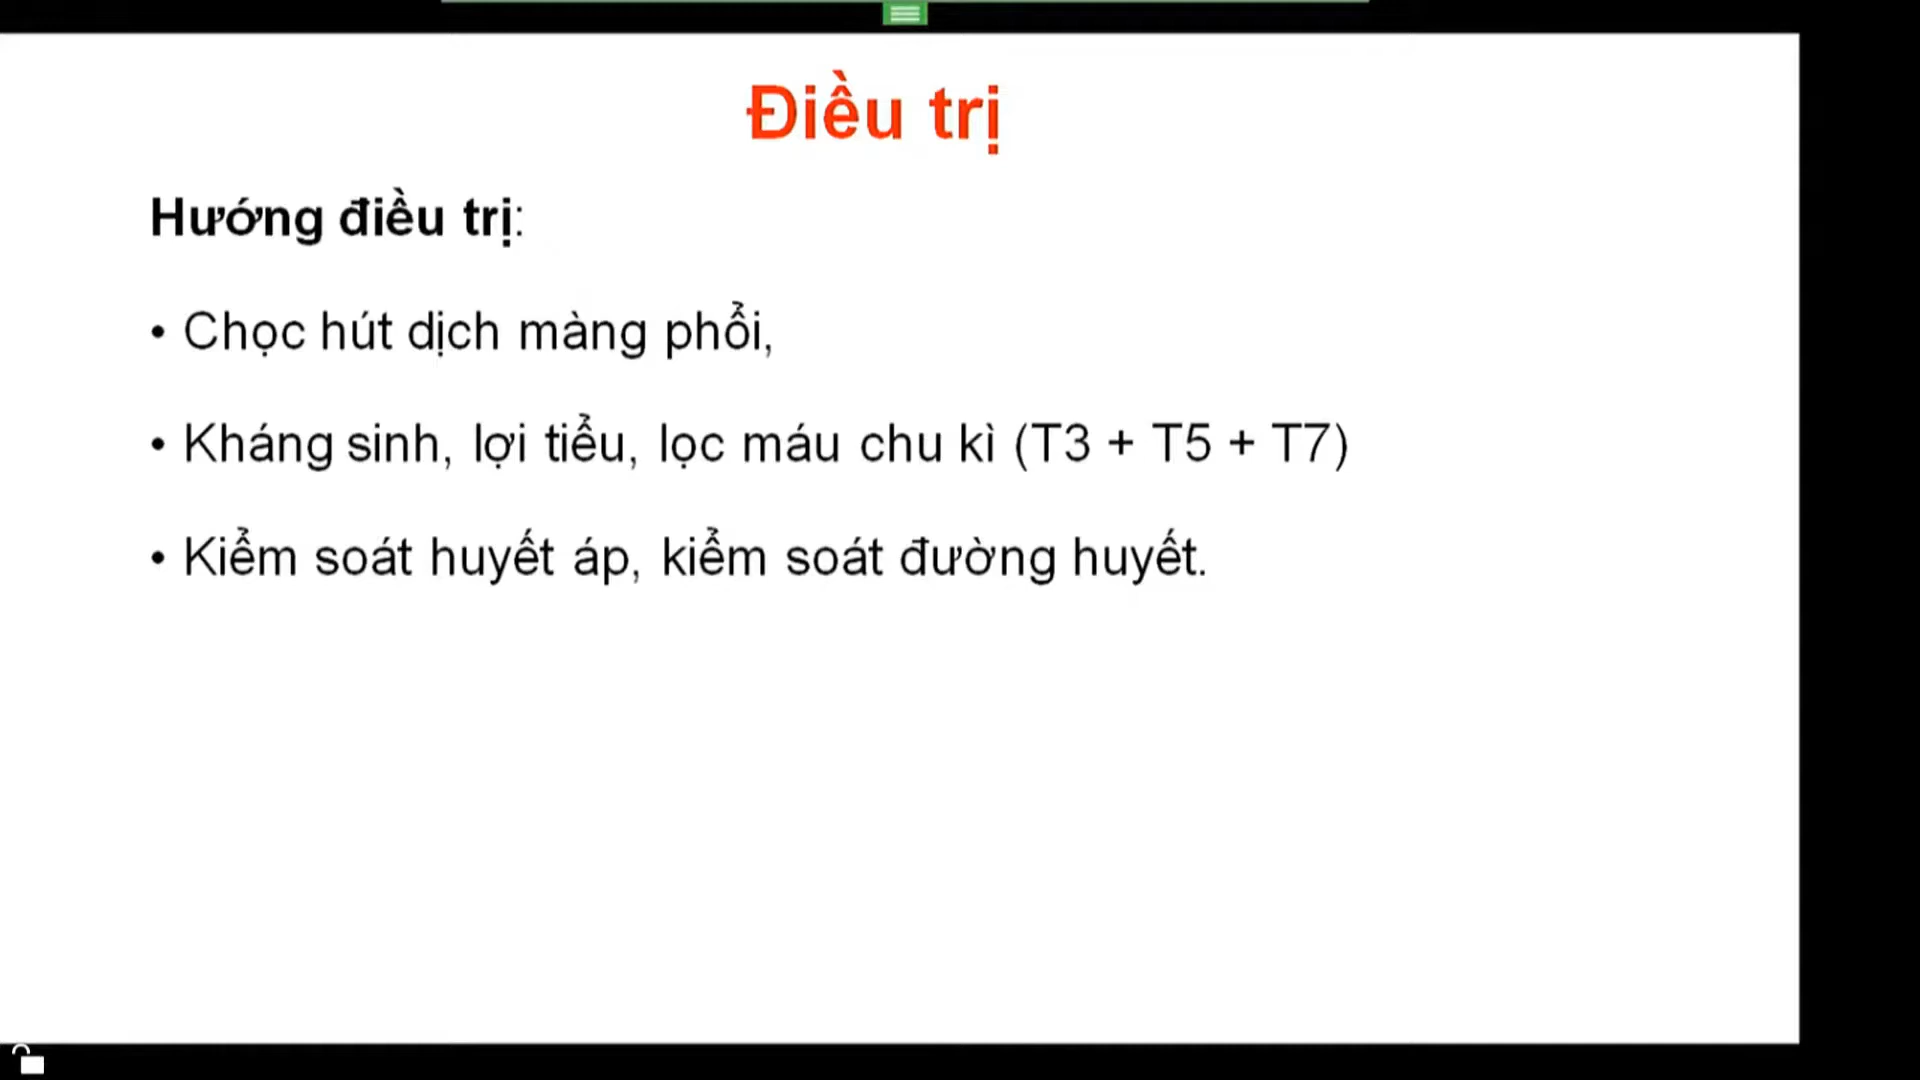 Điều trị
Hướng điều trị:
• Chọc hút dịch màng phổi,
• Kháng sinh, lợi tiểu, lọc máu chu kì (T3 + T5 + T7)
• Kiểm soát huyết áp, kiểm soát đường huyết.